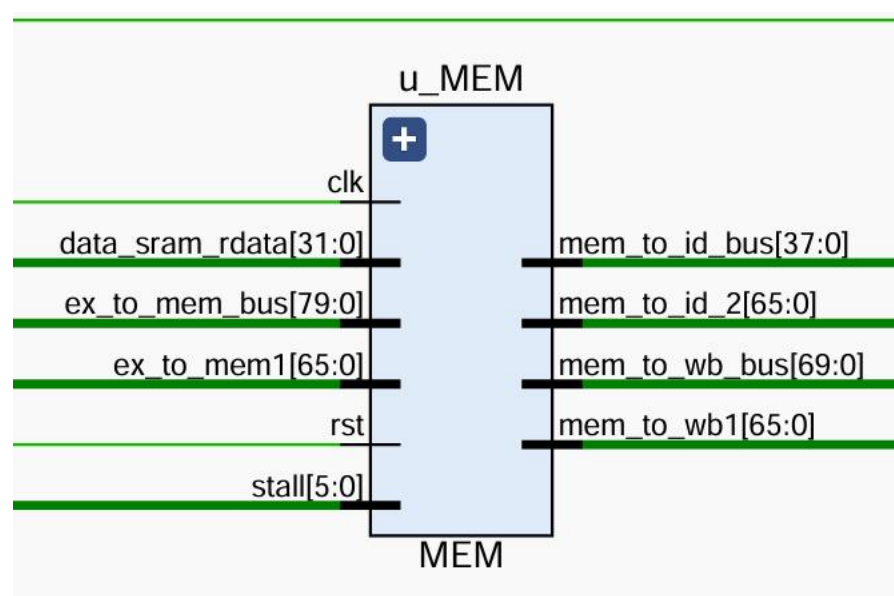 u_MEM
clk
data_sram_rdata[31:0]
ex_to_mem_bus[79:0]
ex_to_mem1[65:0]
rst
stall[5:0]
mem_to_id_bus[37:0]
mem_to_id_2[65:0]
mem_to_wb_bus[69:0]
mem_to_wb1[65:0]
MEM